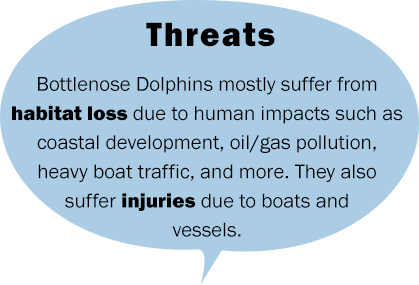 Threats
Bottlenose Dolphins mostly suffer from
habitat loss due to human impacts such as
coastal development, oil/gas pollution,
heavy boat traffic, and more. They also
suffer injuries due to boats and
vessels.